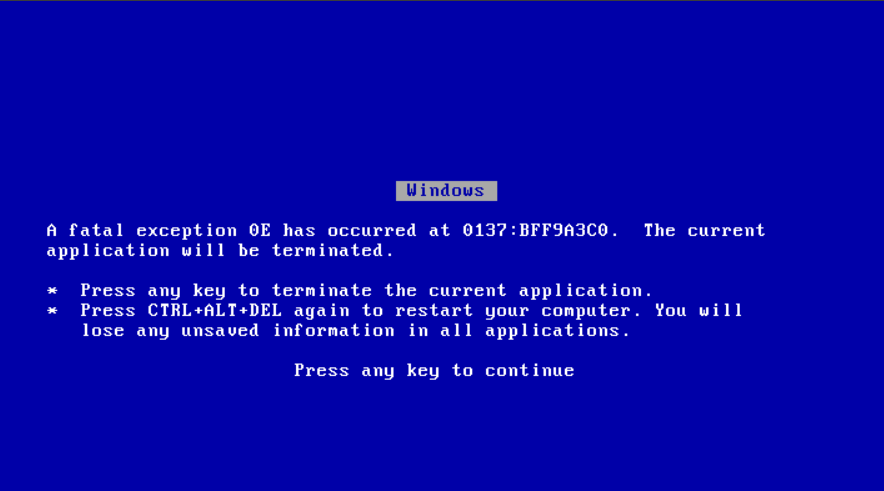 Windows
A fatal exception 0E has occurred at 0137:BFF9A3C0.  The current
application will be terminated.
*  Press any key to terminate the current application.
*  Press CTRL+ALT+DEL again to restart your computer. You will
lose any unsaved information in all applications.
Press any key to continue